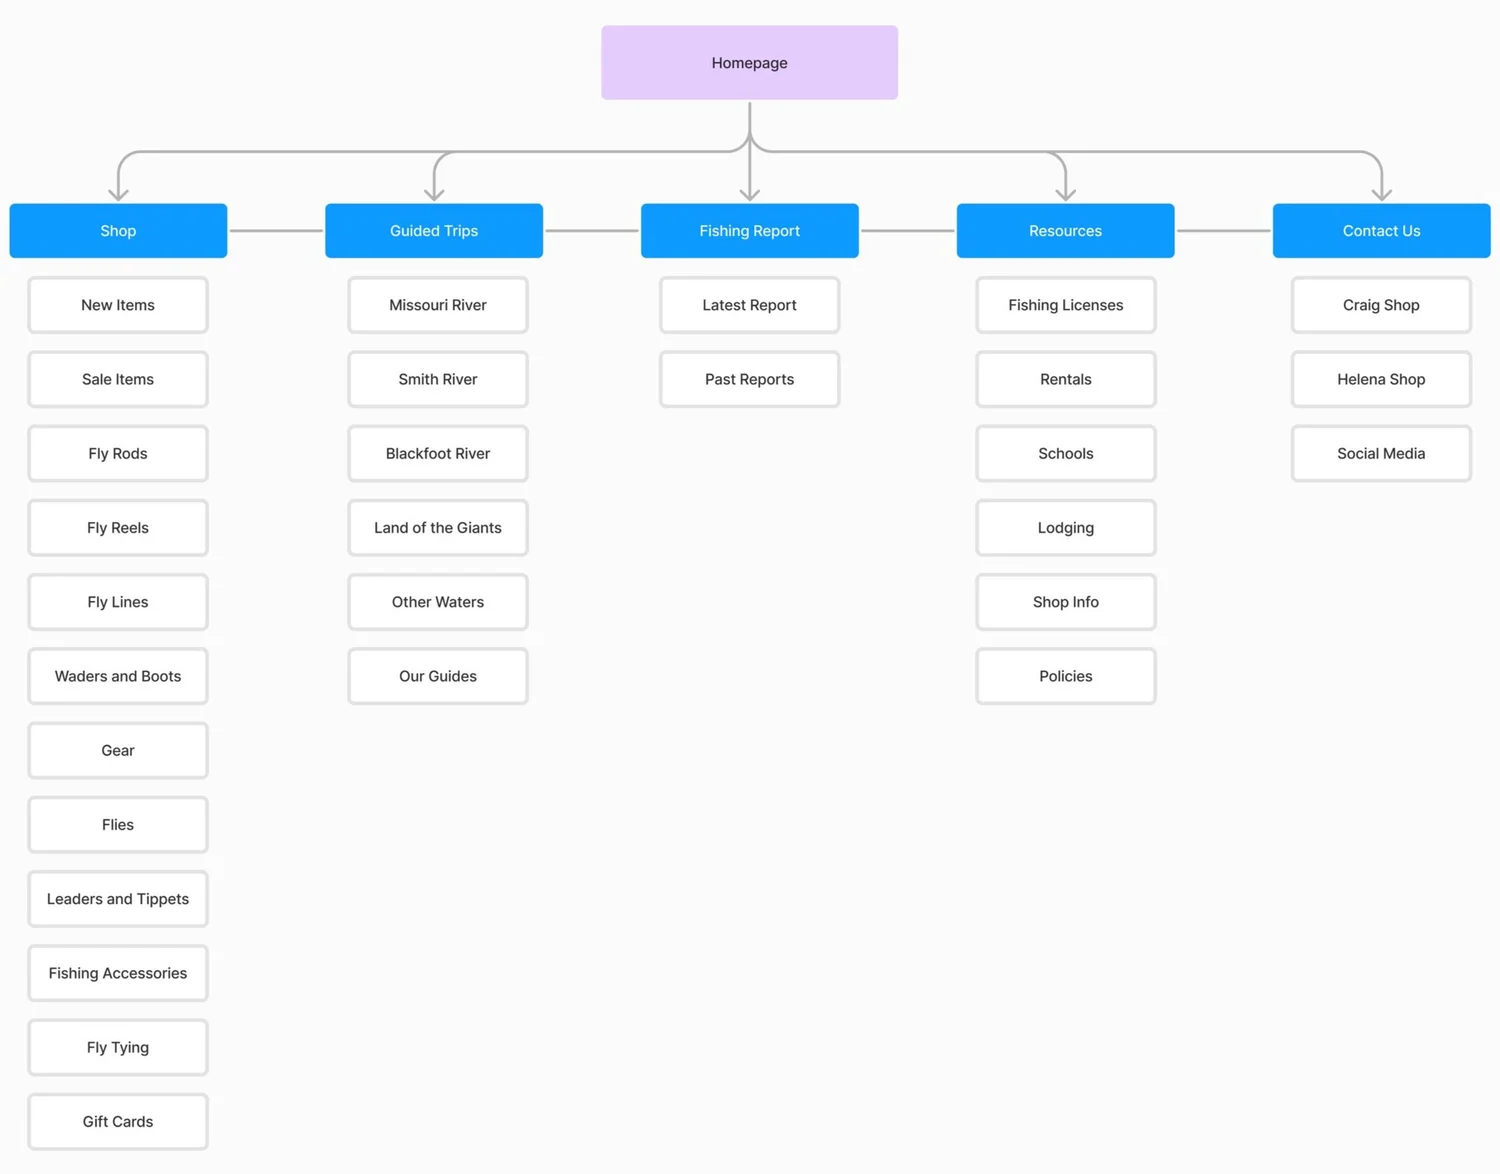 Homepage
Shop
Guided Trips
Fishing Report
Resources
Contact Us
New Items
Sale Items
Fly Rods
Fly Reels
Fly Lines
Waders and Boots
Gear
Flies
Leaders and Tippets
Fishing Accessories
Fly Tying
Gift Cards
Missouri River
Smith River
Blackfoot River
Land of the Giants
Other Waters
Our Guides
Latest Report
Past Reports
Fishing Licenses
Rentals
Schools
Lodging
Shop Info
Policies
Craig Shop
Helena Shop
Social Media